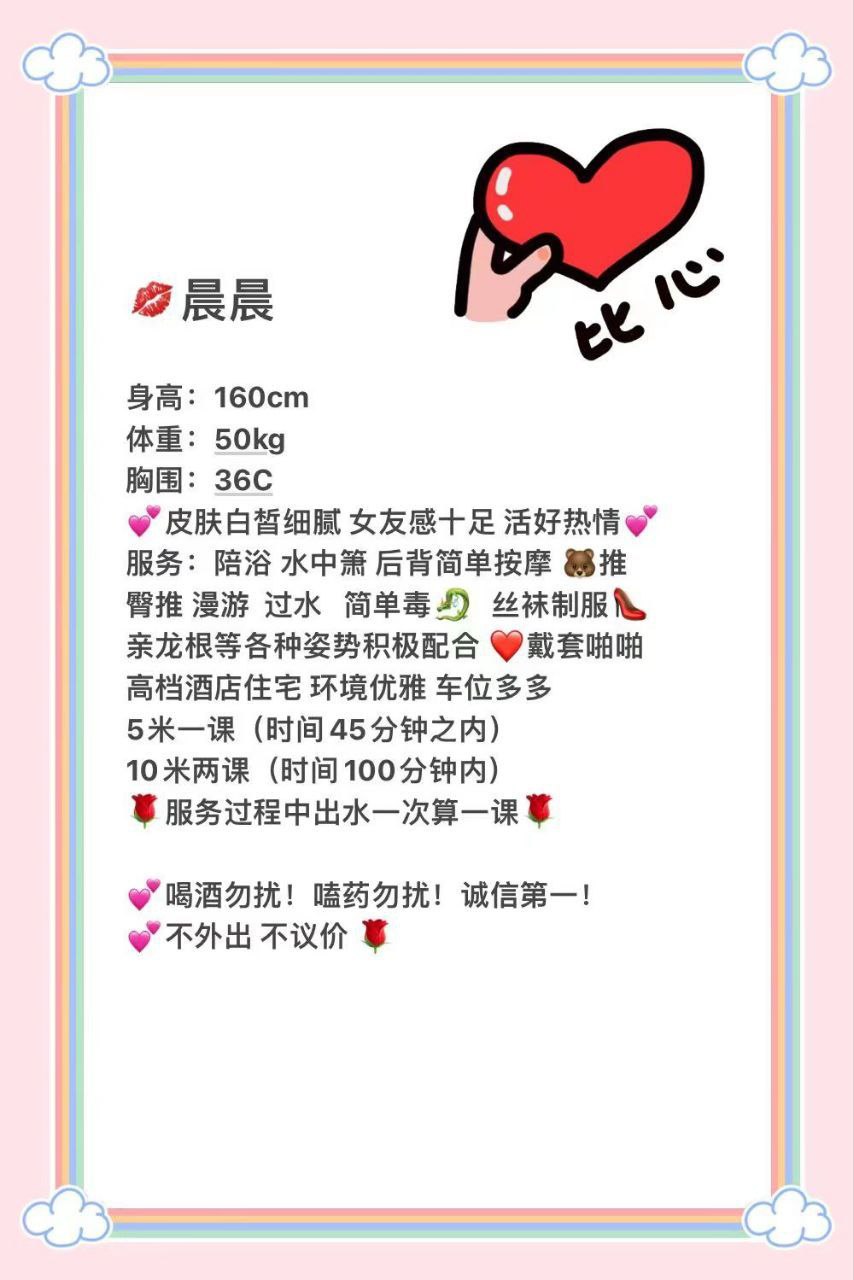 比心
💋晨晨
身高：160cm
体重：50kg
胸围：36C
💕皮肤白皙细腻 女友感十足 活好热情💕
服务：陪浴 水中箫 后背简单按摩 🐻推
臀推 漫游 过水 简单毒🐉 丝袜制服👠
亲龙根等各种姿势积极配合 ❤️戴套啪啪
高档酒店住宅 环境优雅 车位多多
5米一课（时间45分钟之内）
10米两课（时间100分钟内）
🌹服务过程中出水一次算一课🌹
💕喝酒勿扰！嗑药勿扰！诚信第一！
💕不外出 不议价 🌹